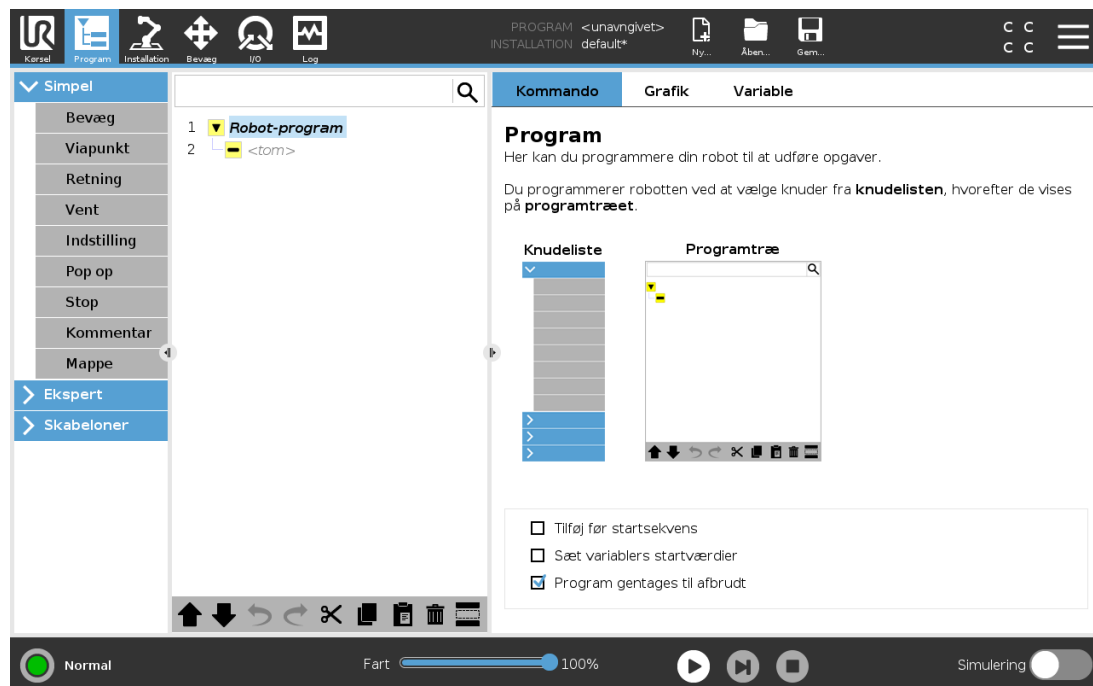 Kørsel
Program
Installation
Bevæg
I/O
Log
PROGRAM <unavngivet>
INSTALLATION default*
Ny...
Åben...
Gem...
C C
C C
Simpel
Bevæg
Viapunkt
Retning
Vent
Indstilling
Pop op
Stop
Kommentar
Mappe
Ekspert
Skabeloner
1 Robot-program
2 <tom>
Kommando Grafik Variable
Program
Her kan du programmere din robot til at udføre opgaver.
Du programmerer robotten ved at vælge knuder fra knudelisten, hvorefter de vises
på programtræet.
Knudeliste Programtræ
Tilføj før startsekvens
Sæt variablers startværdier
Program gentages til afbrudt
Normal
Fart 100%
Simulering